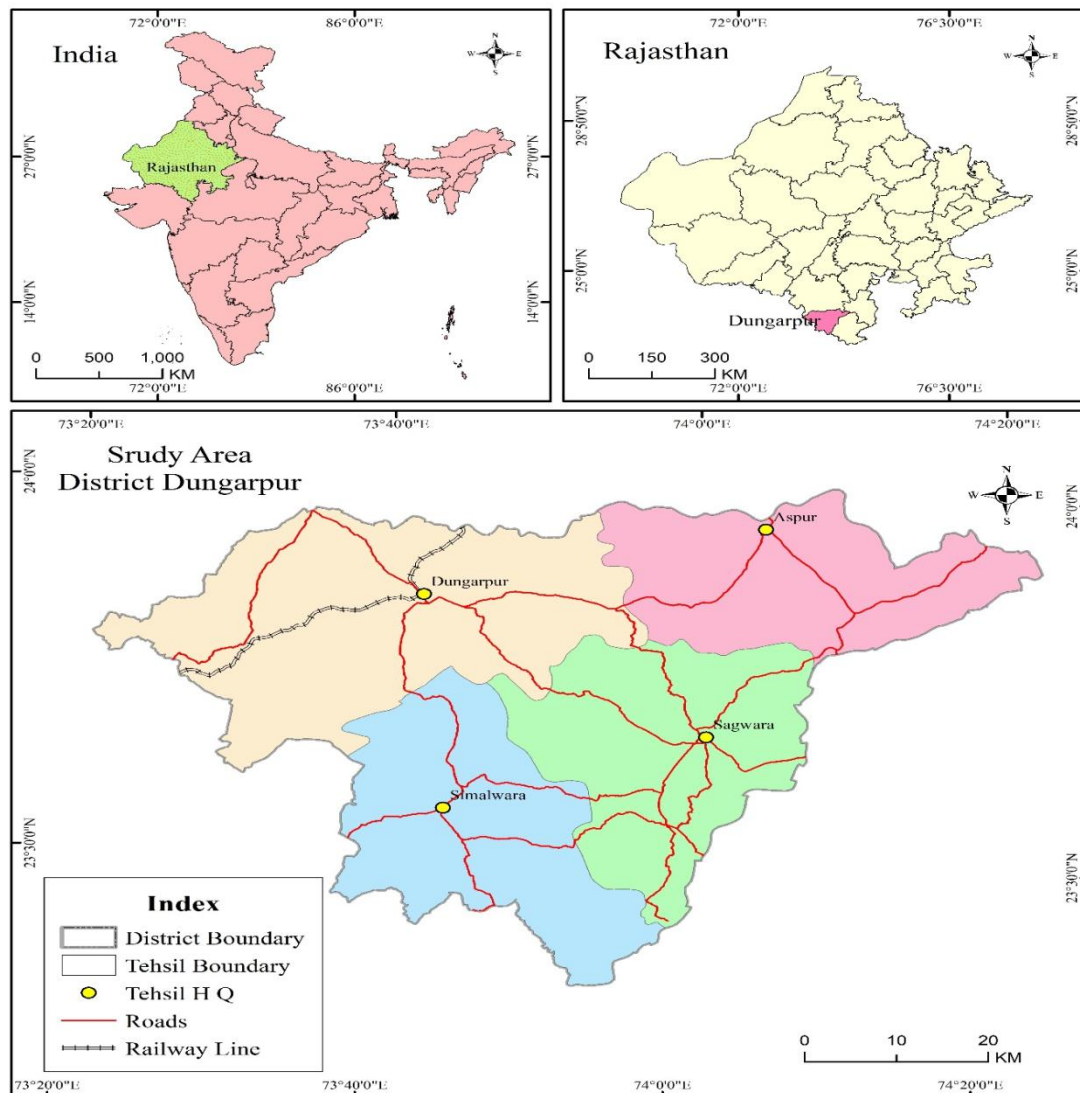 72°0'0"E 86°0'0"E
India
N
W E
S
27°0'0"N
27°0'0"N
Rajasthan
14°0'0"N
14°0'0"N
0 500 1,000
KM
72°0'0"E 86°0'0"E
72°0'0"E 76°30'0"E
Rajasthan
N
W E
S
28°50'0"N
28°50'0"N
25°0'0"N
25°0'0"N
Dungarpur
0 150 300
KM
72°0'0"E 76°30'0"E
73°20'0"E 73°40'0"E 74°0'0"E 74°20'0"E
Srudy Area
District Dungarpur
24°0'0"N
24°0'0"N
N
W E
S
Aspur
Dungarpur
Sagwara
Simalwara
23°30'0"N
23°30'0"N
Index
District Boundary
Tehsil Boundary
Tehsil H Q
Roads
Railway Line
0 10 20
KM
73°20'0"E 73°40'0"E 74°0'0"E 74°20'0"E